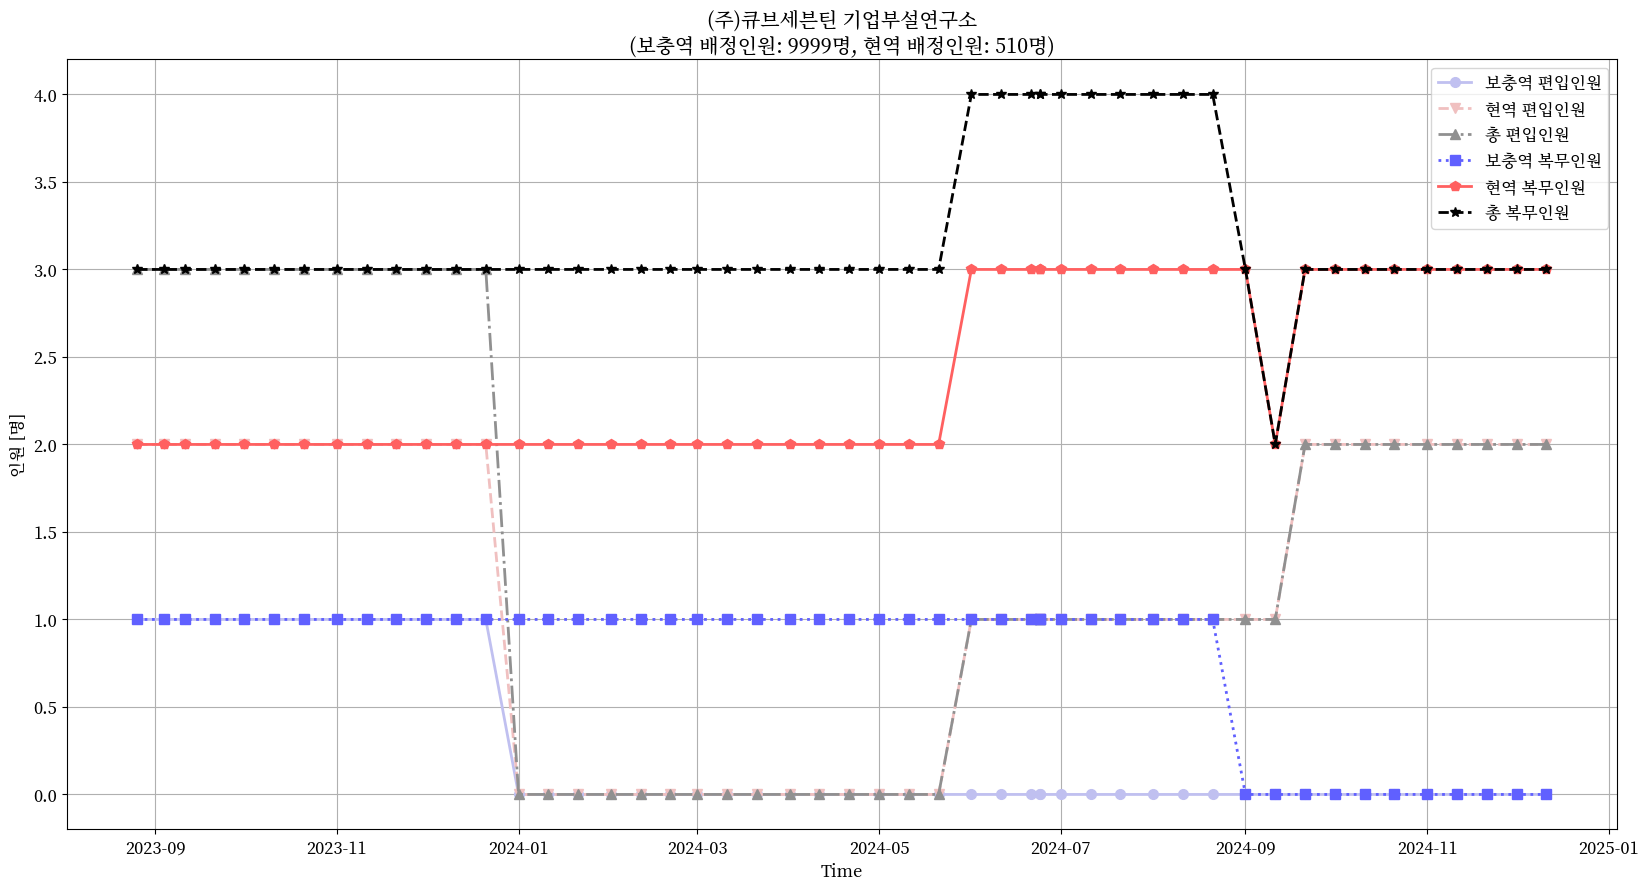 (주)큐브세븐틴 기업부설연구소
(보충역 배정인원: 9999명, 현역 배정인원: 510명)
보충역 편입인원
현역 편입인원
총 편입인원
보충역 복무인원
현역 복무인원
총 복무인원
인원 [명]
4.0
3.5
3.0
2.5
2.0
1.5
1.0
0.5
0.0
2023-09
2023-11
2024-01
2024-03
2024-05
2024-07
2024-09
2024-11
2025-01
Time